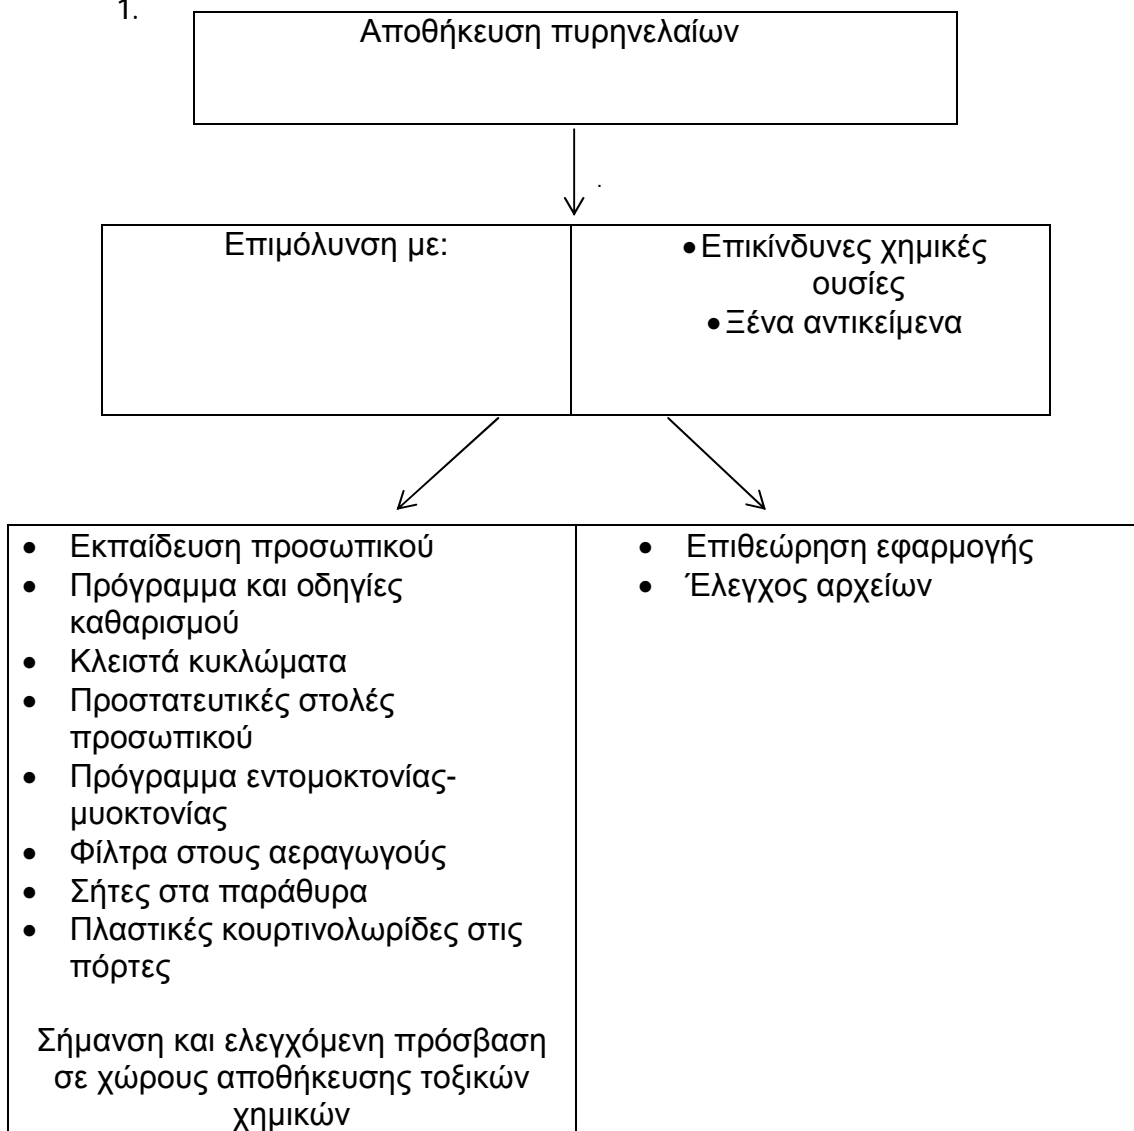 1.
Αποθήκευση πυρηνελαίων
.
Επιμόλυνση με:
•Επικίνδυνες χημικές
ουσίες
•Ξένα αντικείμενα
• Εκπαίδευση προσωπικού
• Πρόγραμμα και οδηγίες
καθαρισμού
• Κλειστά κυκλώματα
• Προστατευτικές στολές
προσωπικού
• Πρόγραμμα εντομοκτονίας-
μυοκτονίας
• Φίλτρα στους αεραγωγούς
• Σήτες στα παράθυρα
• Πλαστικές κουρτινολωρίδες στις
πόρτες
Σήμανση και ελεγχόμενη πρόσβαση
σε χώρους αποθήκευσης τοξικών
χημικών
• Επιθεώρηση εφαρμογής
• Έλεγχος αρχείων